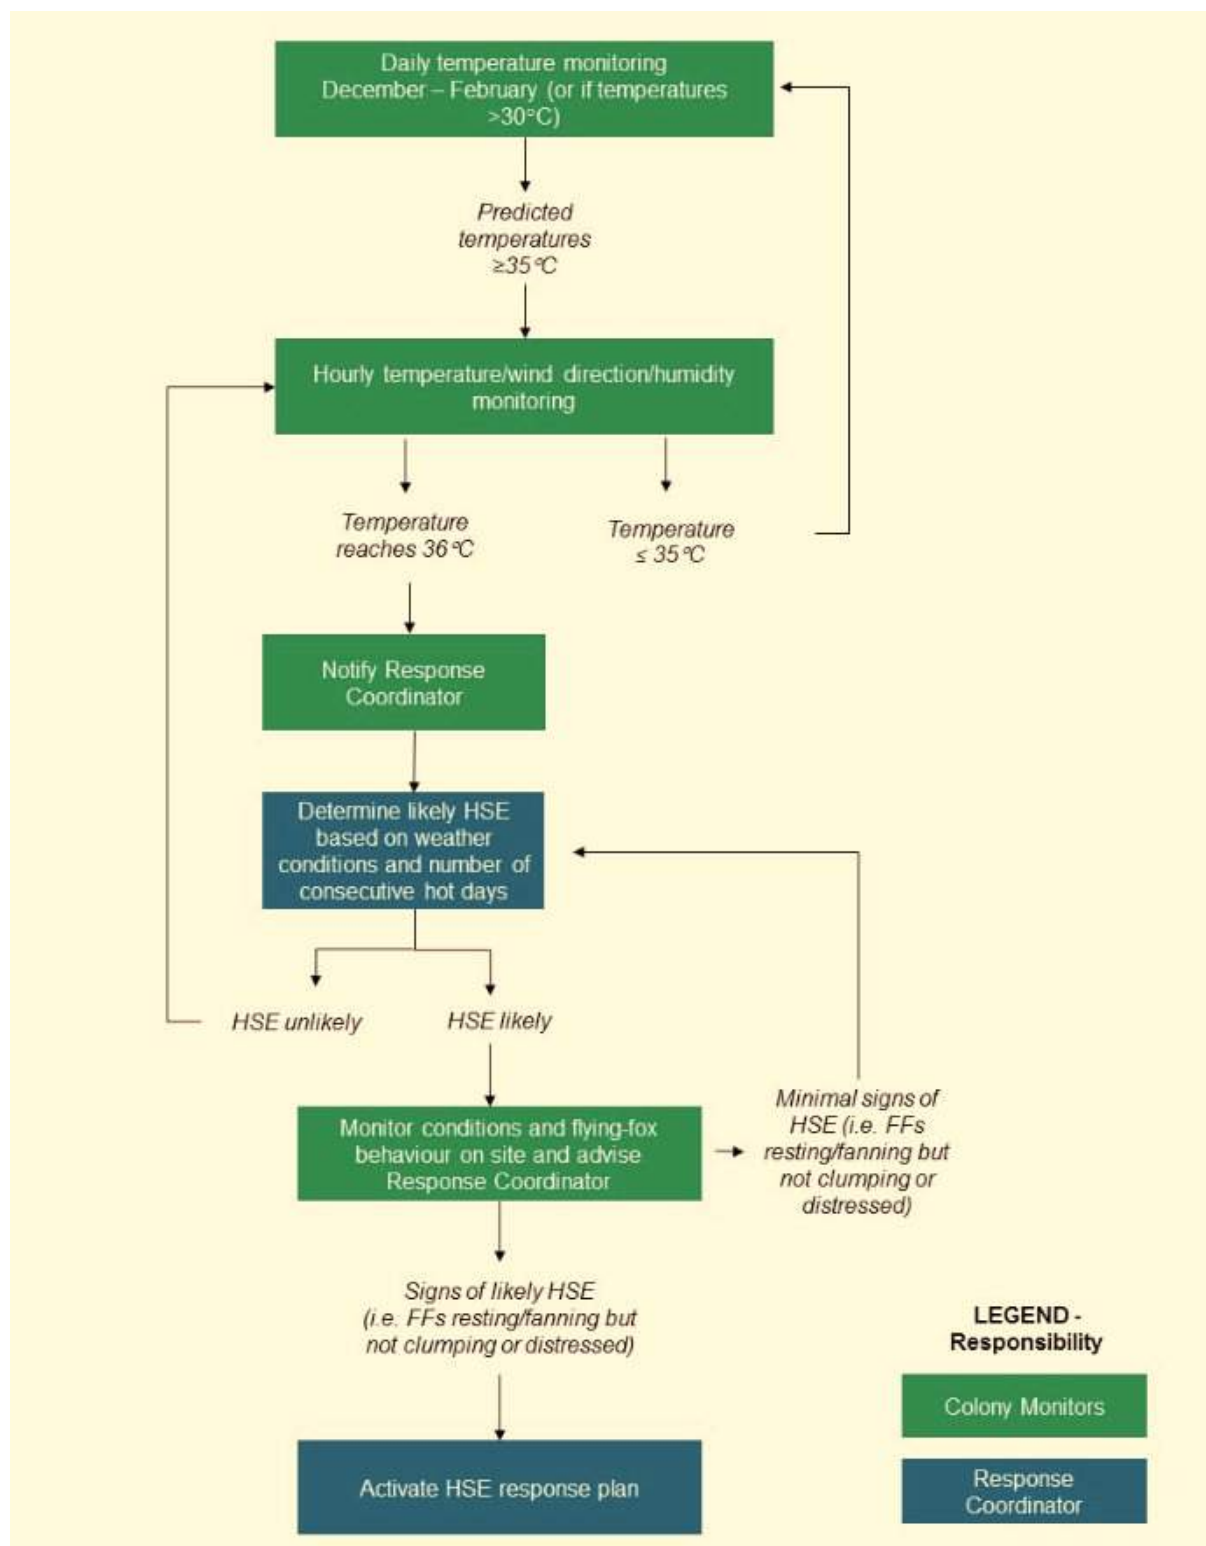 Daily temperature monitoring
December – February (or if temperatures
>30°C)
Predicted
temperatures
≥35°C
Hourly temperature/wind direction/humidity
monitoring
Temperature
reaches 36°C
Temperature
≤ 35°C
Notify Response
Coordinator
Determine likely HSE
based on weather
conditions and number of
consecutive hot days
HSE unlikely
HSE likely
Monitor conditions and flying-fox
behaviour on site and advise
Response Coordinator
Minimal signs of
HSE (i.e. FFs
resting/fanning but
not clumping or
distressed)
Signs of likely HSE
(i.e. FFs resting/fanning but
not clumping or distressed)
Activate HSE response plan
LEGEND -
Responsibility
Colony Monitors
Response
Coordinator